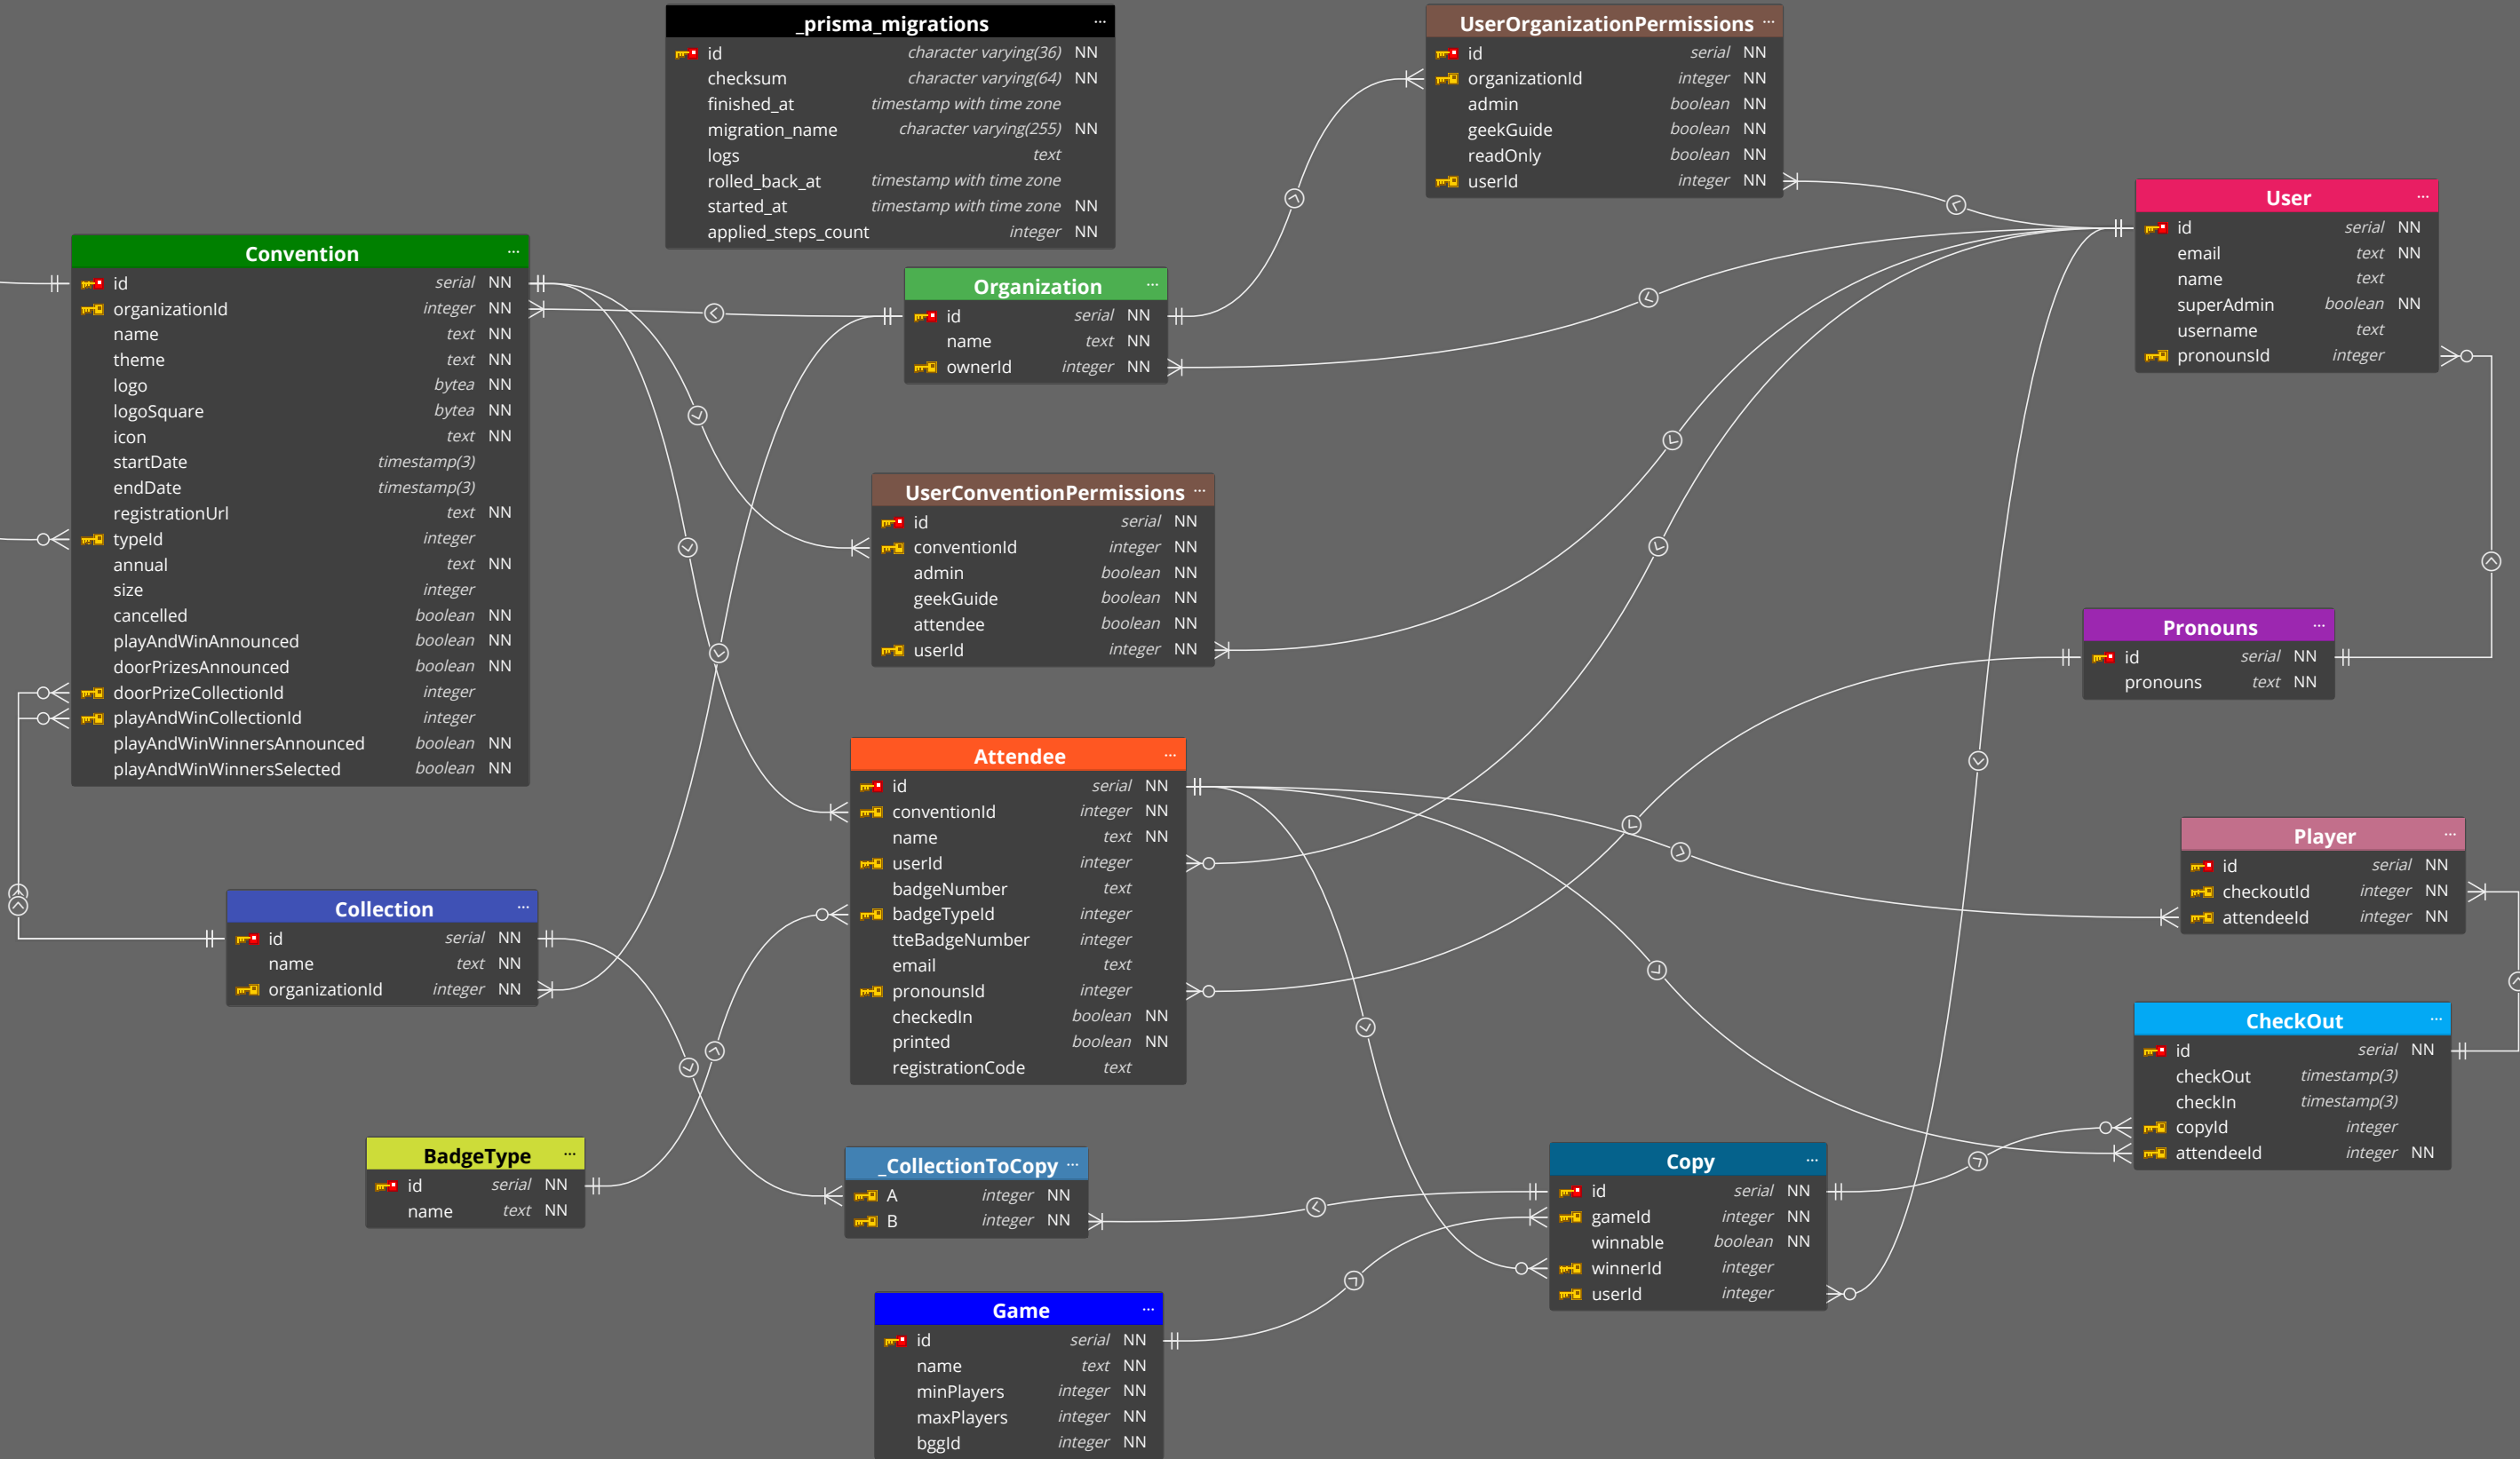 _prisma_migrations ...
id character varying(36) NN
checksum character varying(64) NN
finished_at timestamp with time zone
migration_name character varying(255) NN
logs text
rolled_back_at timestamp with time zone
started_at timestamp with time zone NN
applied_steps_count integer NN
UserOrganizationPermissions ...
id serial NN
organizationId integer NN
admin boolean NN
geekGuide boolean NN
readOnly boolean NN
userId integer NN
User ...
id serial NN
email text NN
name text
superAdmin boolean NN
username text
pronounsId integer
Convention ...
id serial NN
organizationId integer NN
name text NN
theme text NN
logo bytea NN
logoSquare bytea NN
icon text NN
startDate timestamp(3)
endDate timestamp(3)
registrationUrl text NN
typeId integer
annual text NN
size integer
cancelled boolean NN
playAndWinAnnounced boolean NN
doorPrizesAnnounced boolean NN
doorPrizeCollectionId integer
playAndWinCollectionId integer
playAndWinWinnersAnnounced boolean NN
playAndWinWinnersSelected boolean NN
Organization ...
id serial NN
name text NN
ownerId integer NN
UserConventionPermissions ...
id serial NN
conventionId integer NN
admin boolean NN
geekGuide boolean NN
attendee boolean NN
userId integer NN
Pronouns ...
id serial NN
pronouns text NN
Attendee ...
id serial NN
conventionId integer NN
name text NN
userId integer
badgeNumber text
badgeTypeId integer
tteBadgeNumber integer
email text
pronounsId integer
checkedIn boolean NN
printed boolean NN
registrationCode text
Player ...
id serial NN
checkoutId integer NN
attendeeId integer NN
Collection ...
id serial NN
name text NN
organizationId integer NN
CheckOut ...
id serial NN
checkOut timestamp(3)
checkIn timestamp(3)
copyId integer
attendeeId integer NN
BadgeType ...
id serial NN
name text NN
_CollectionToCopy ...
A integer NN
B integer NN
Copy ...
id serial NN
gameId integer NN
winnable boolean NN
winnerId integer
userId integer
Game ...
id serial NN
name text NN
minPlayers integer NN
maxPlayers integer NN
bggId integer NN